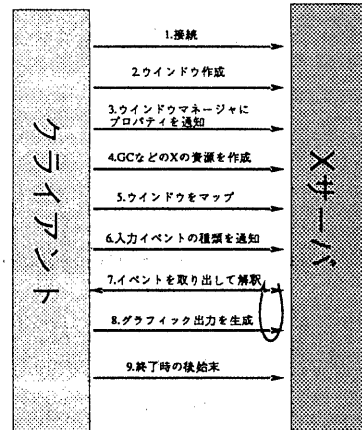 クライアント
1.接続
2.ウインドウ作成
3.ウインドウマネージャに
プロパティを通知
4.GCなどのXの資源を作成
5.ウインドウをマップ
6.入力イベントの種類を通知
7.イベントを取り出して解釈
8.グラフィック出力を生成
9.終了時の後始末
Xサーバ